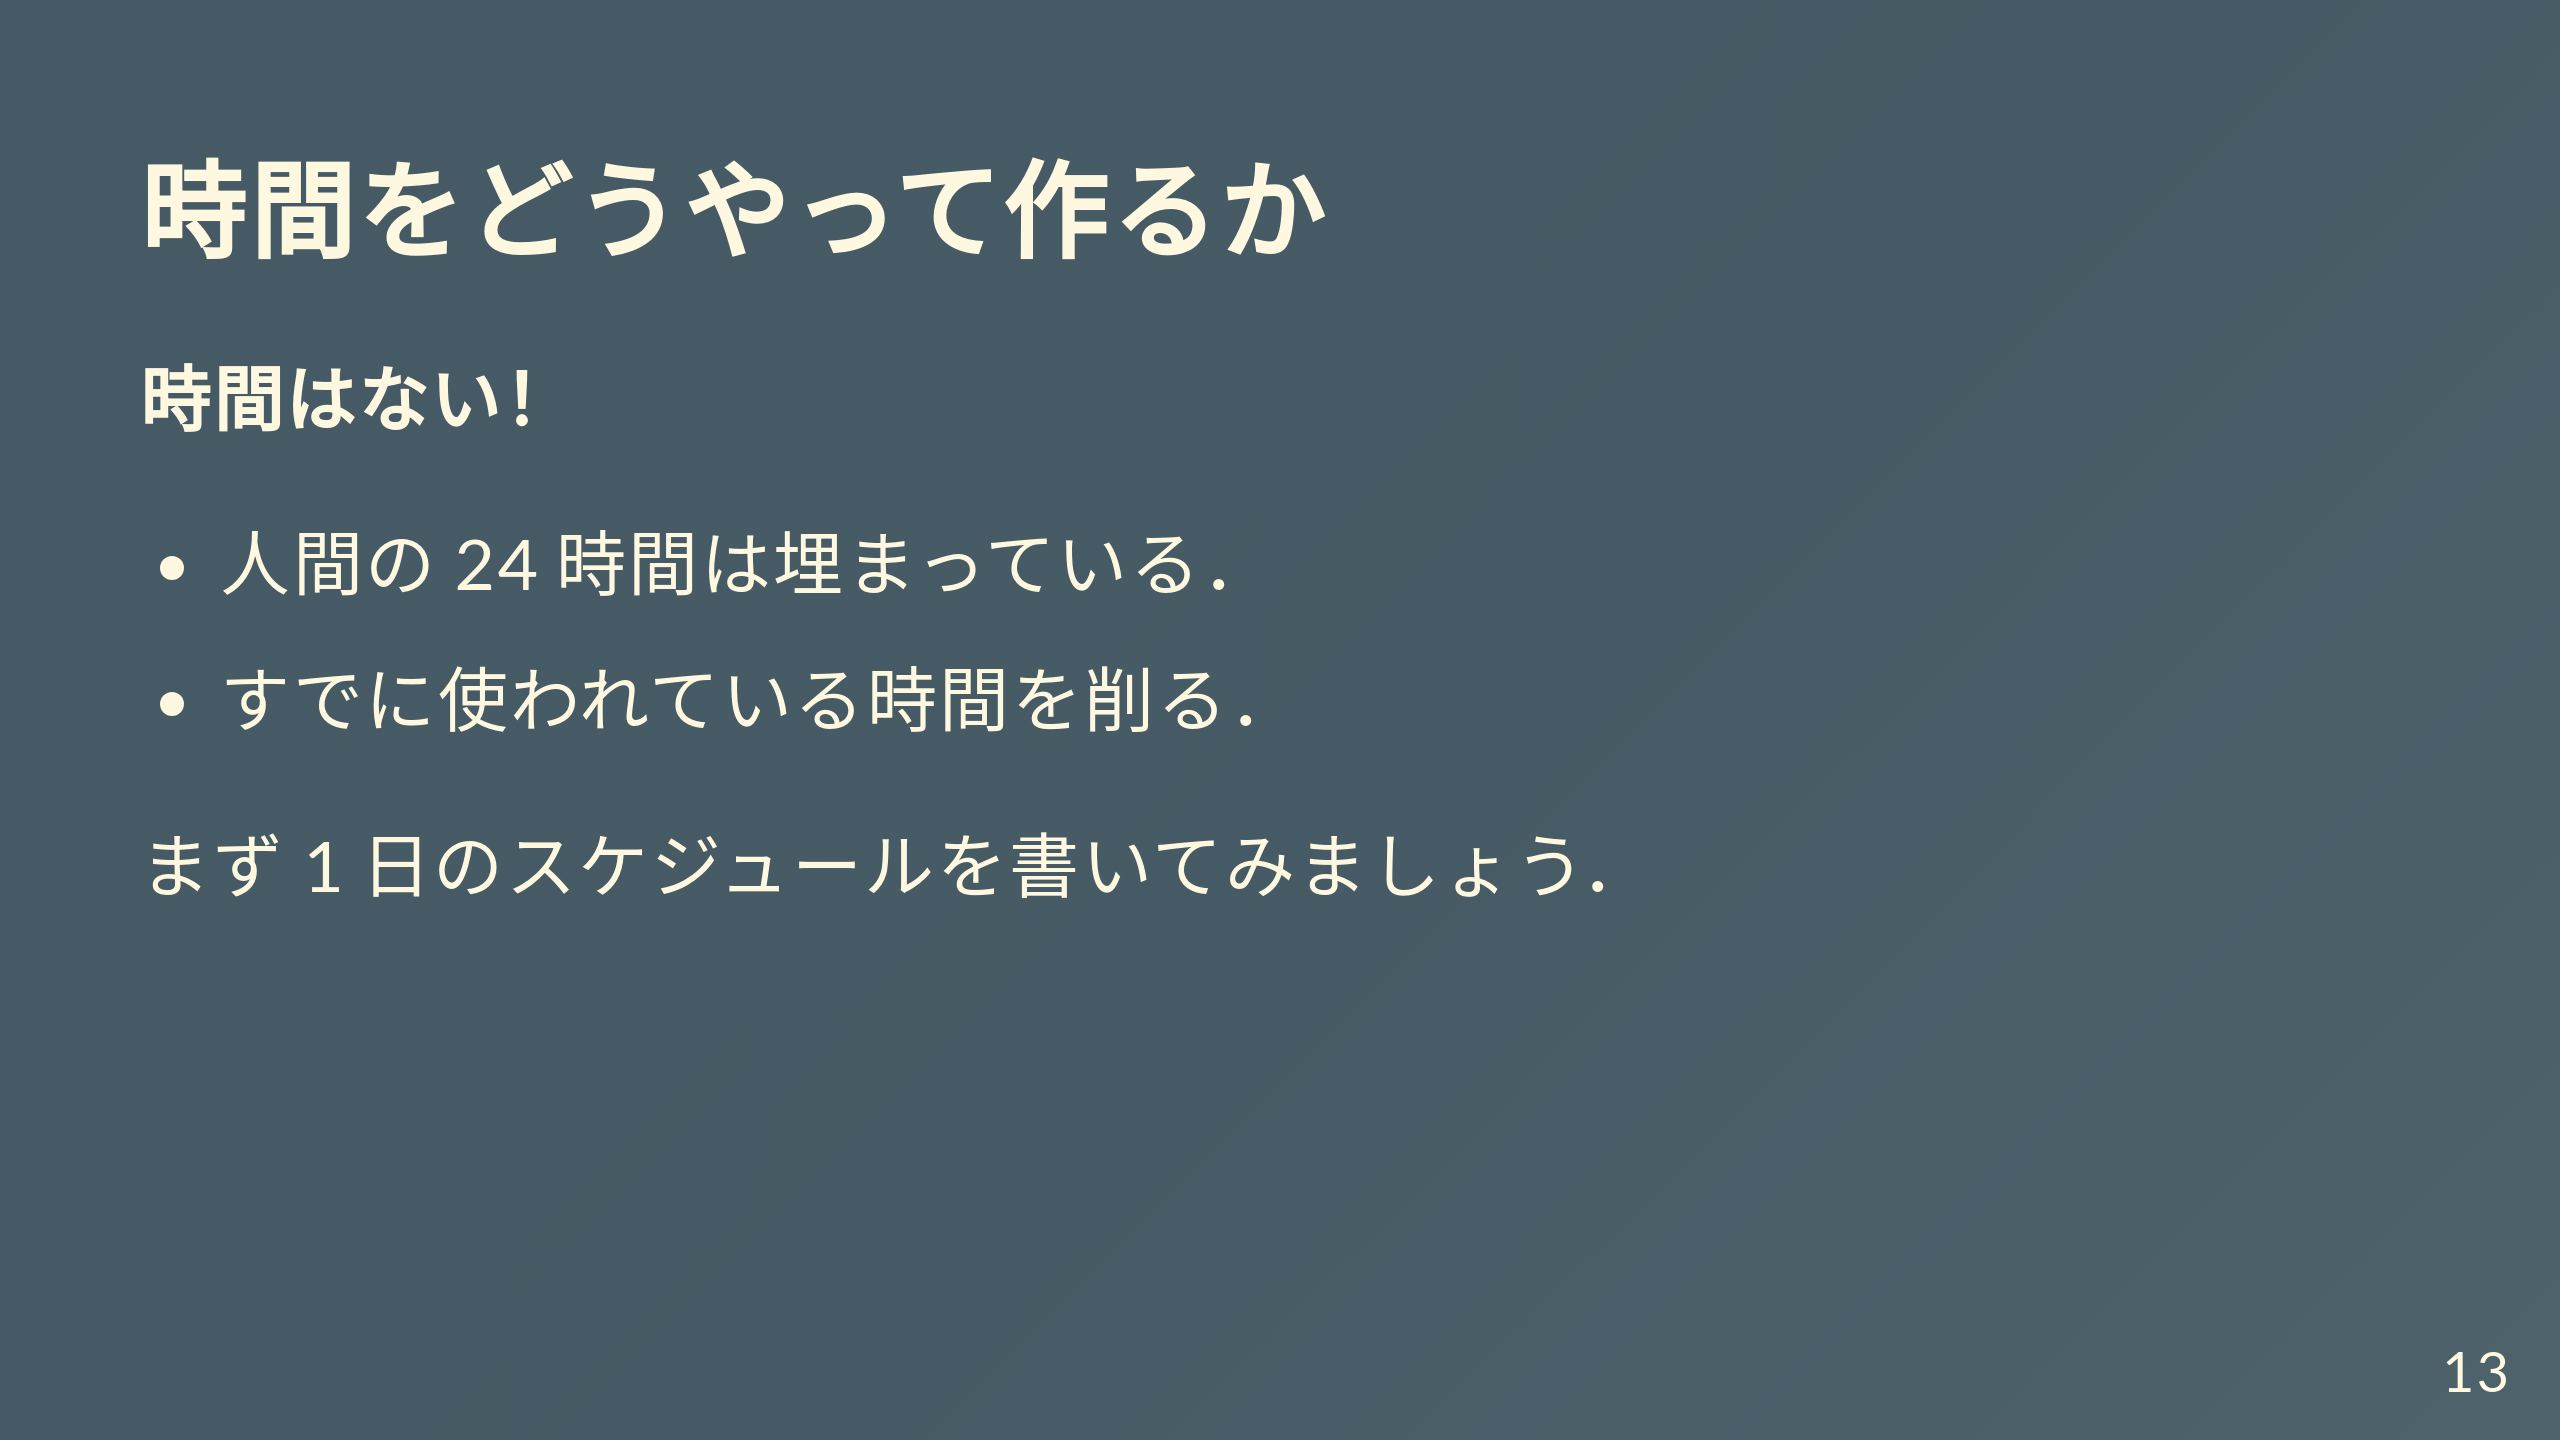 時間をどうやって作るか
時間はない！
• 人間の 24 時間は埋まっている．
• すでに使われている時間を削る．
まず 1 日のスケジュールを書いてみましょう．
13